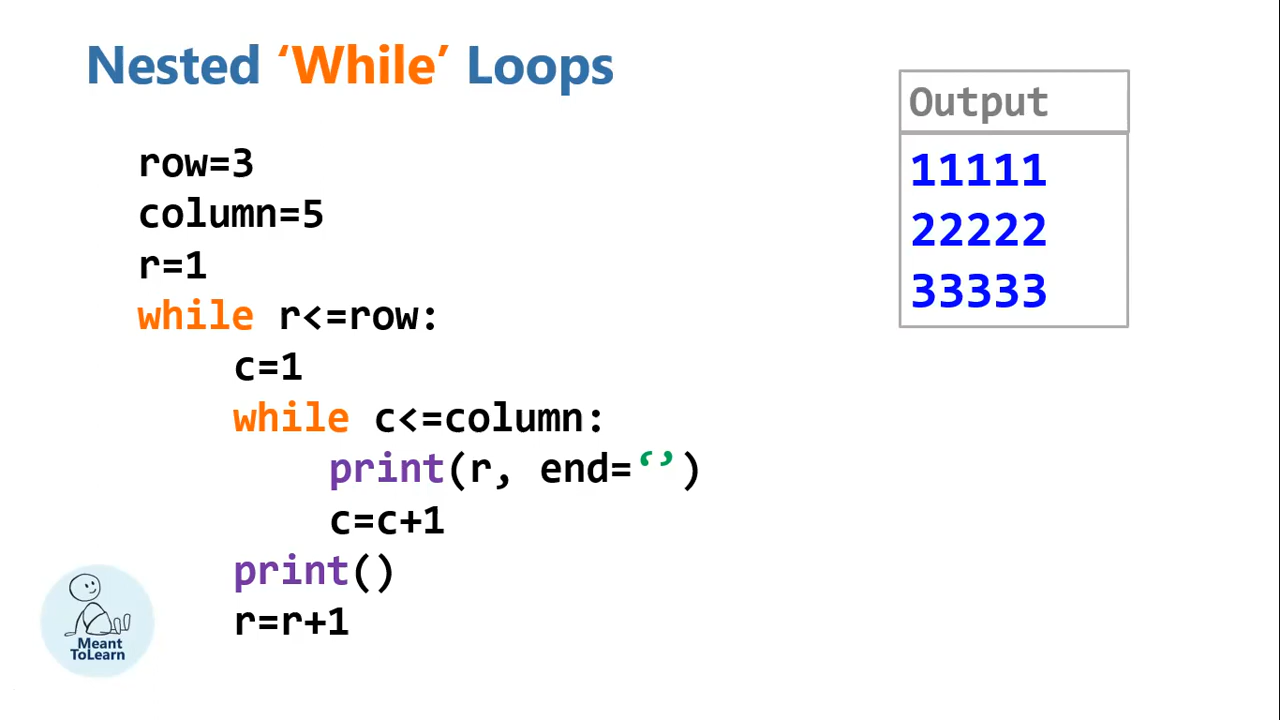 Nested ‘While’ Loops
row=3
column=5
r=1
while r<=row:
c=1
while c<=column:
print(r, end=‘’)
c=c+1
print()
r=r+1
Output
11111
22222
33333
Meant
ToLearn